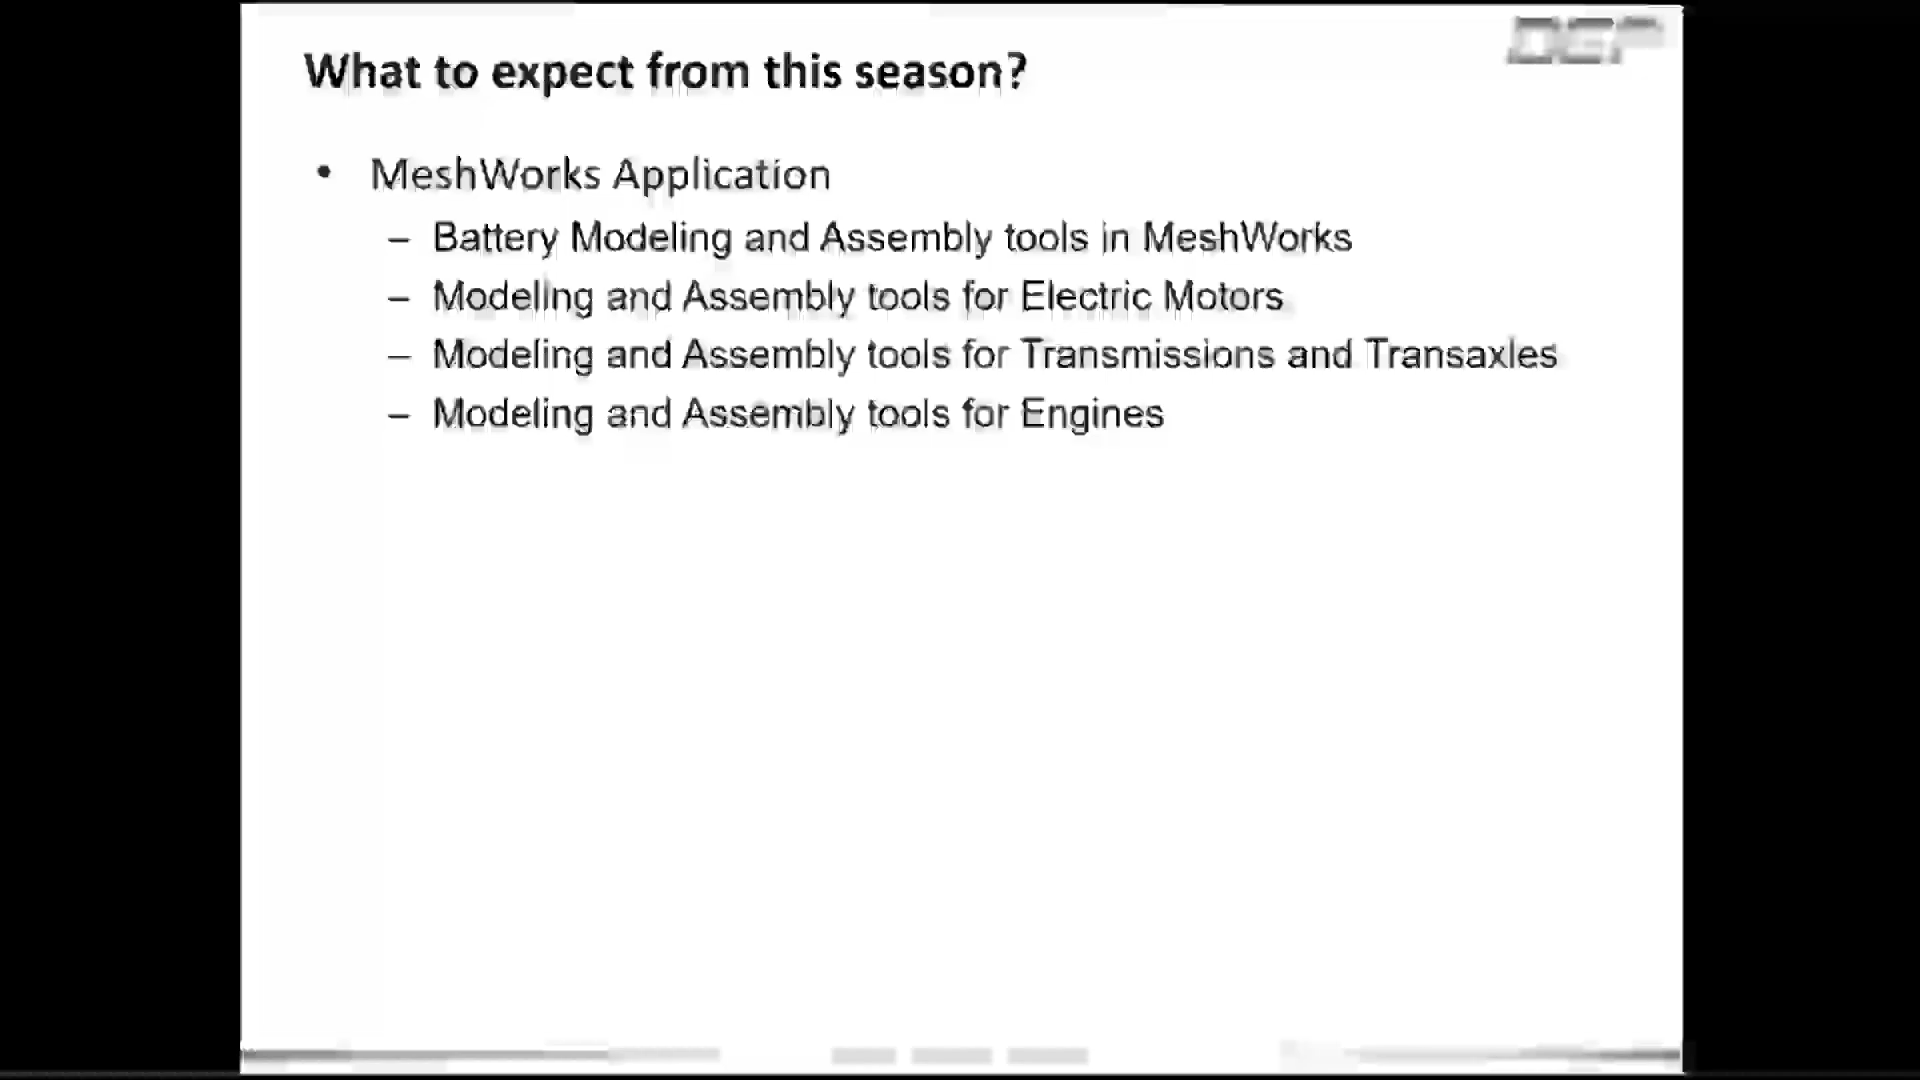 What to expect from this season?
• MeshWorks Application
– Battery Modeling and Assembly tools in MeshWorks
– Modeling and Assembly tools for Electric Motors
– Modeling and Assembly tools for Transmissions and Transaxles
– Modeling and Assembly tools for Engines